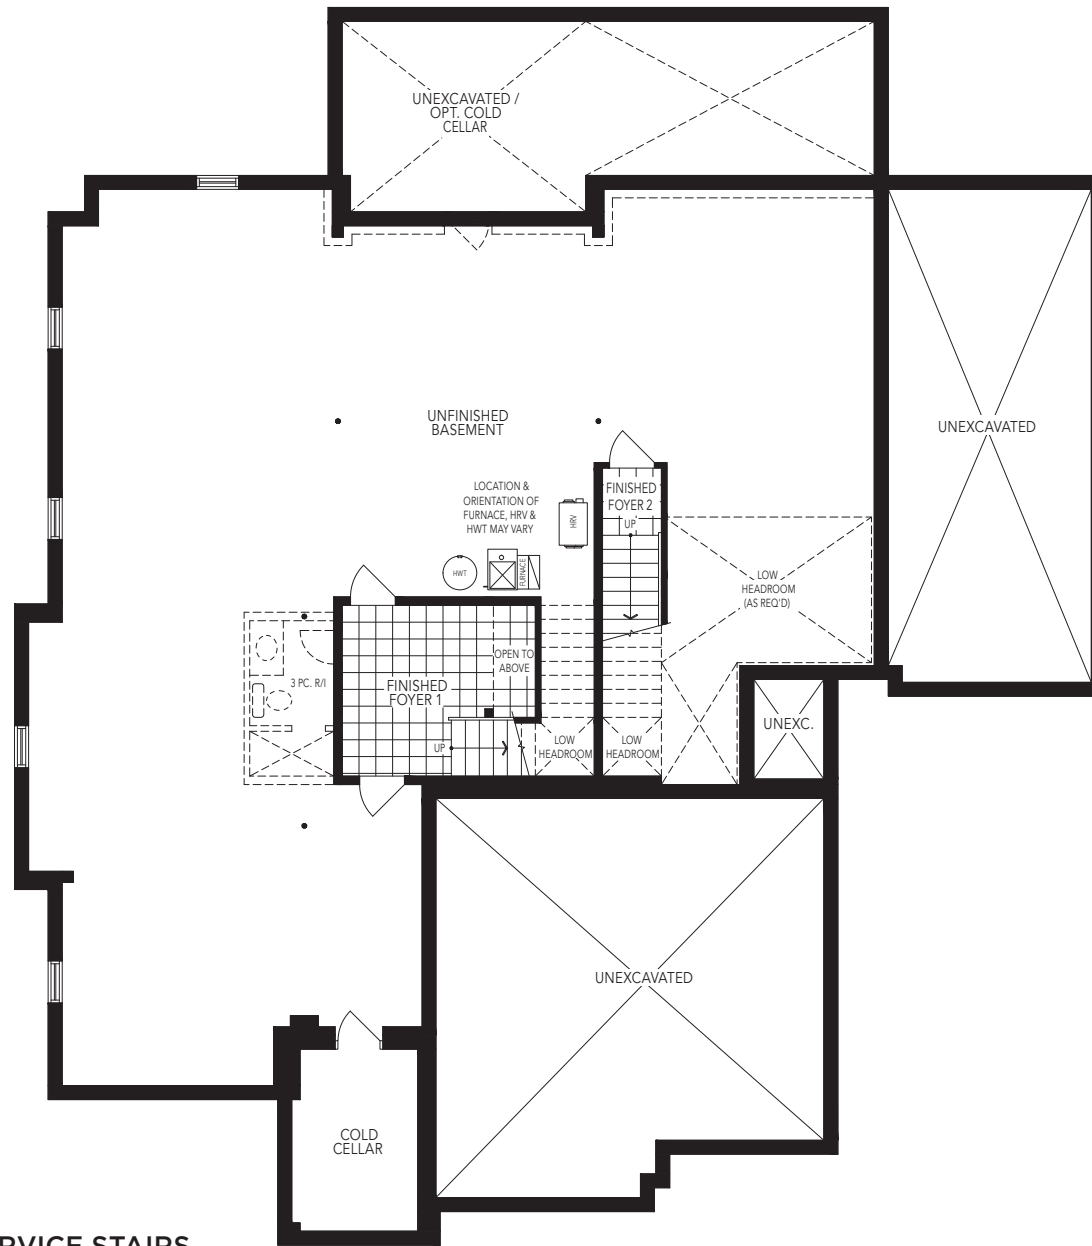 UNEXCAVATED /
OPT. COLD
CELLAR
UNFINISHED
BASEMENT
UNEXCAVATED
LOCATION &
ORIENTATION OF
FURNACE, HRV &
HWT MAY VARY
HRV
FINISHED
FOYER 2
UP
HWT
FURNACE
LOW
HEADROOM
(AS REQ'D)
OPEN TO
ABOVE
3 PC. R/I
FINISHED
FOYER 1
UP
LOW
HEADROOM
LOW
HEADROOM
UNEXC.
UNEXCAVATED
COLD
CELLAR
STAIRS